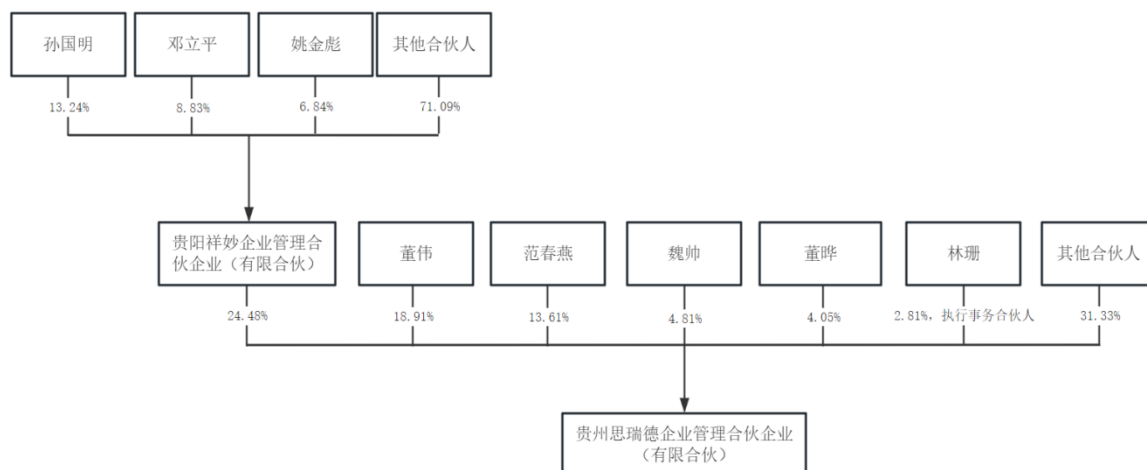 孙国明
邓立平
姚金彪
其他合伙人
13.24%
8.83%
6.84%
71.09%
贵阳祥妙企业管理合
伙企业（有限合伙）
董伟
范春燕
魏帅
董晔
林珊
其他合伙人
24.48%
18.91%
13.61%
4.81%
4.05%
2.81%，执行事务合伙人
31.33%
贵州思瑞德企业管理合伙企业
（有限合伙）